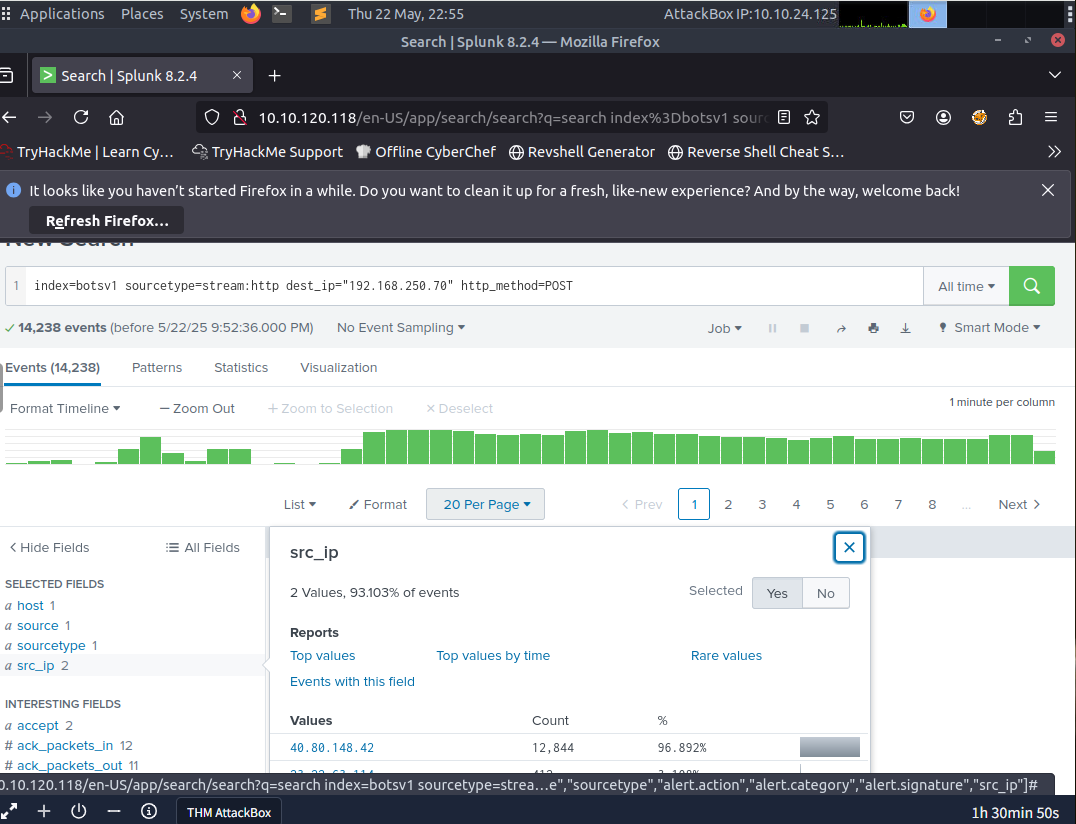 Applications Places System Thu 22 May, 22:55 AttackBox IP:10.10.24.125
Search | Splunk 8.2.4 — Mozilla Firefox
Search | Splunk 8.2.4
10.10.120.118/en-US/app/search/search?q=search index%3Dbotsv1 sour
TryHackMe | Learn Cy… TryHackMe Support Offline CyberChef Revshell Generator Reverse Shell Cheat S…
It looks like you haven't started Firefox in a while. Do you want to clean it up for a fresh, like-new experience? And by the way, welcome back!
Refresh Firefox…
New Search
1 index=botsv1 sourcetype=stream:http dest_ip="192.168.250.70" http_method=POST All time
14,238 events (before 5/22/25 9:52:36.000 PM) No Event Sampling Job Smart Mode
Events (14,238) Patterns Statistics Visualization
Format Timeline — Zoom Out + Zoom to Selection × Deselect 1 minute per column
List Format 20 Per Page < Prev 1 2 3 4 5 6 7 8 ... Next >
< Hide Fields All Fields
SELECTED FIELDS
a host 1
a source 1
a sourcetype 1
a src_ip 2
INTERESTING FIELDS
a accept 2
# ack_packets_in 12
# ack_packets_out 11
src_ip
2 Values, 93.103% of events Selected Yes No
Reports
Top values Top values by time Rare values
Events with this field
Values Count %
40.80.148.42 12,844 96.892%
0.10.120.118/en-US/app/search/search?q=search index=botsv1 sourcetype=strea…e","sourcetype","alert.action","alert.category","alert.signature","src_ip"]#
THM AttackBox 1h 30min 50s